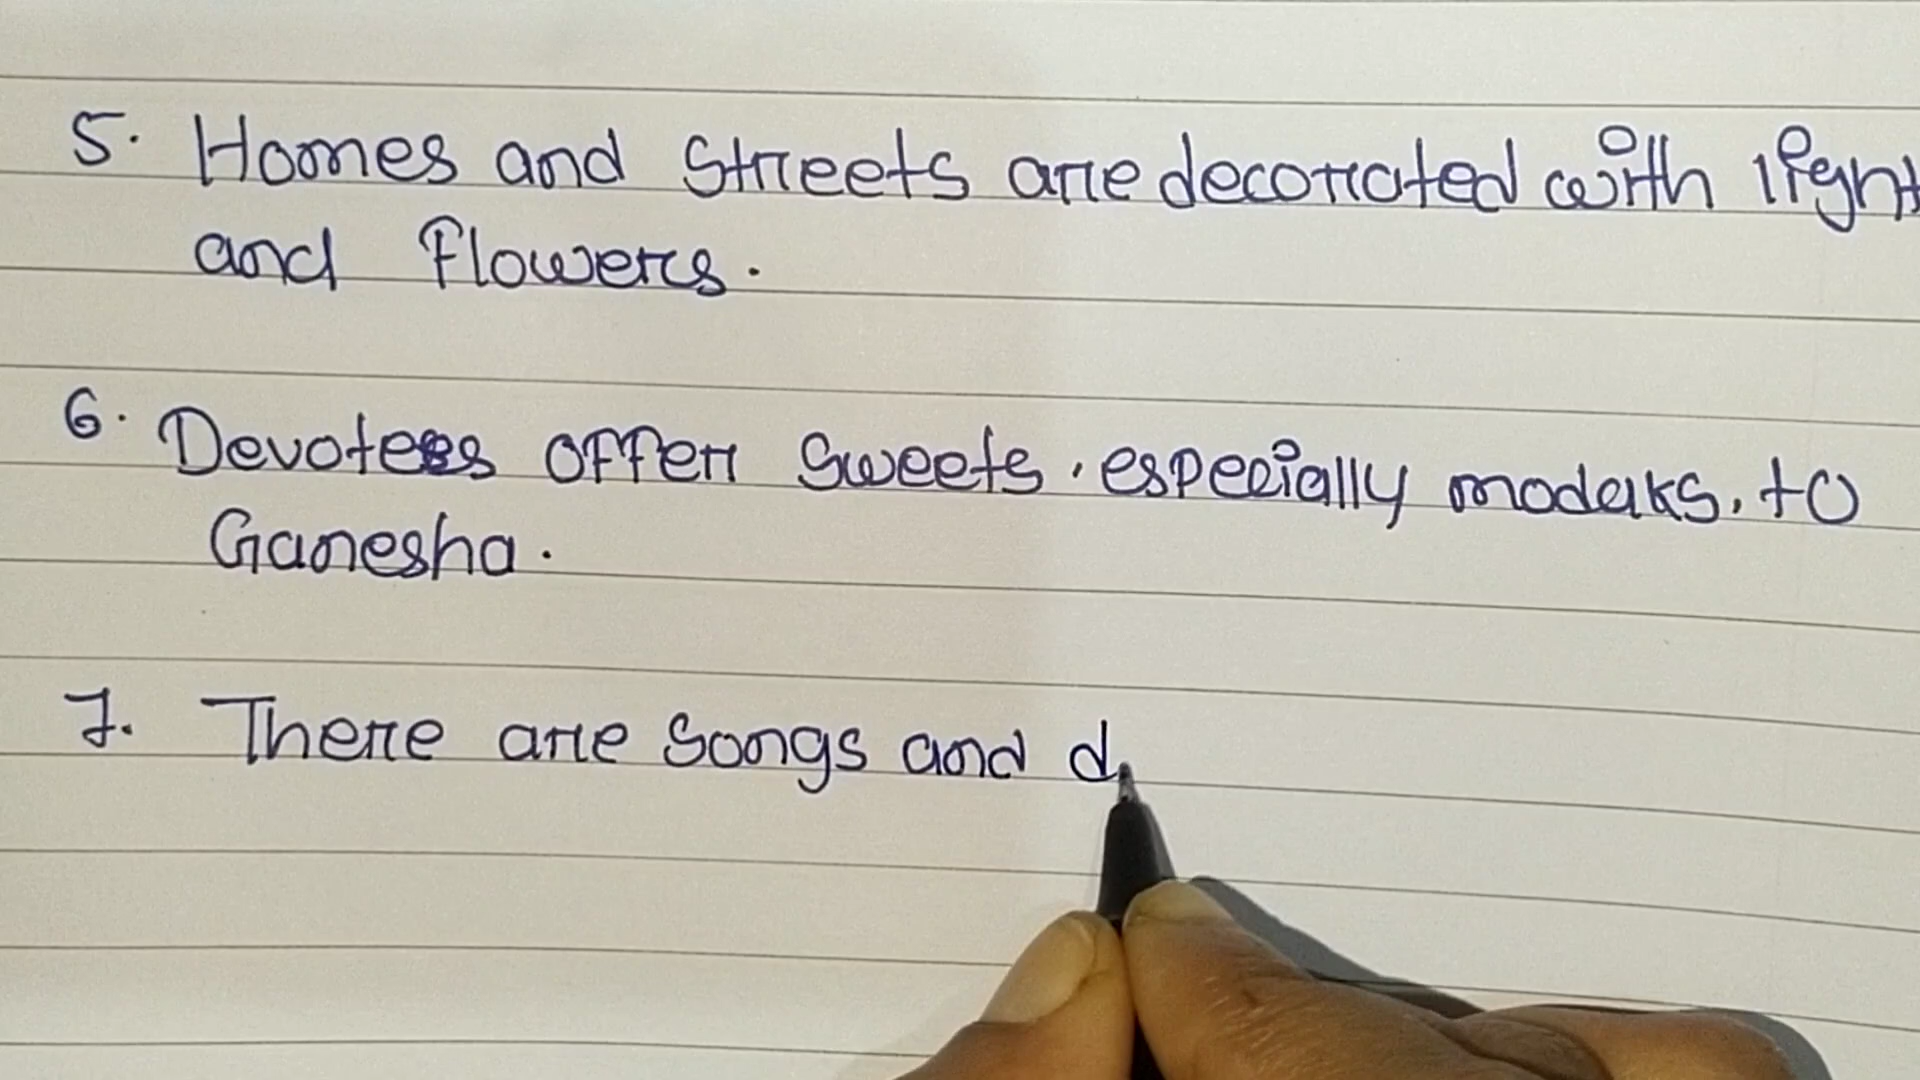 5. Homes and Streets are decorated with light
and Flowers.
6. Devotees offer Sweets, especially modaks, to
Ganesha.
7. There are Songs and d